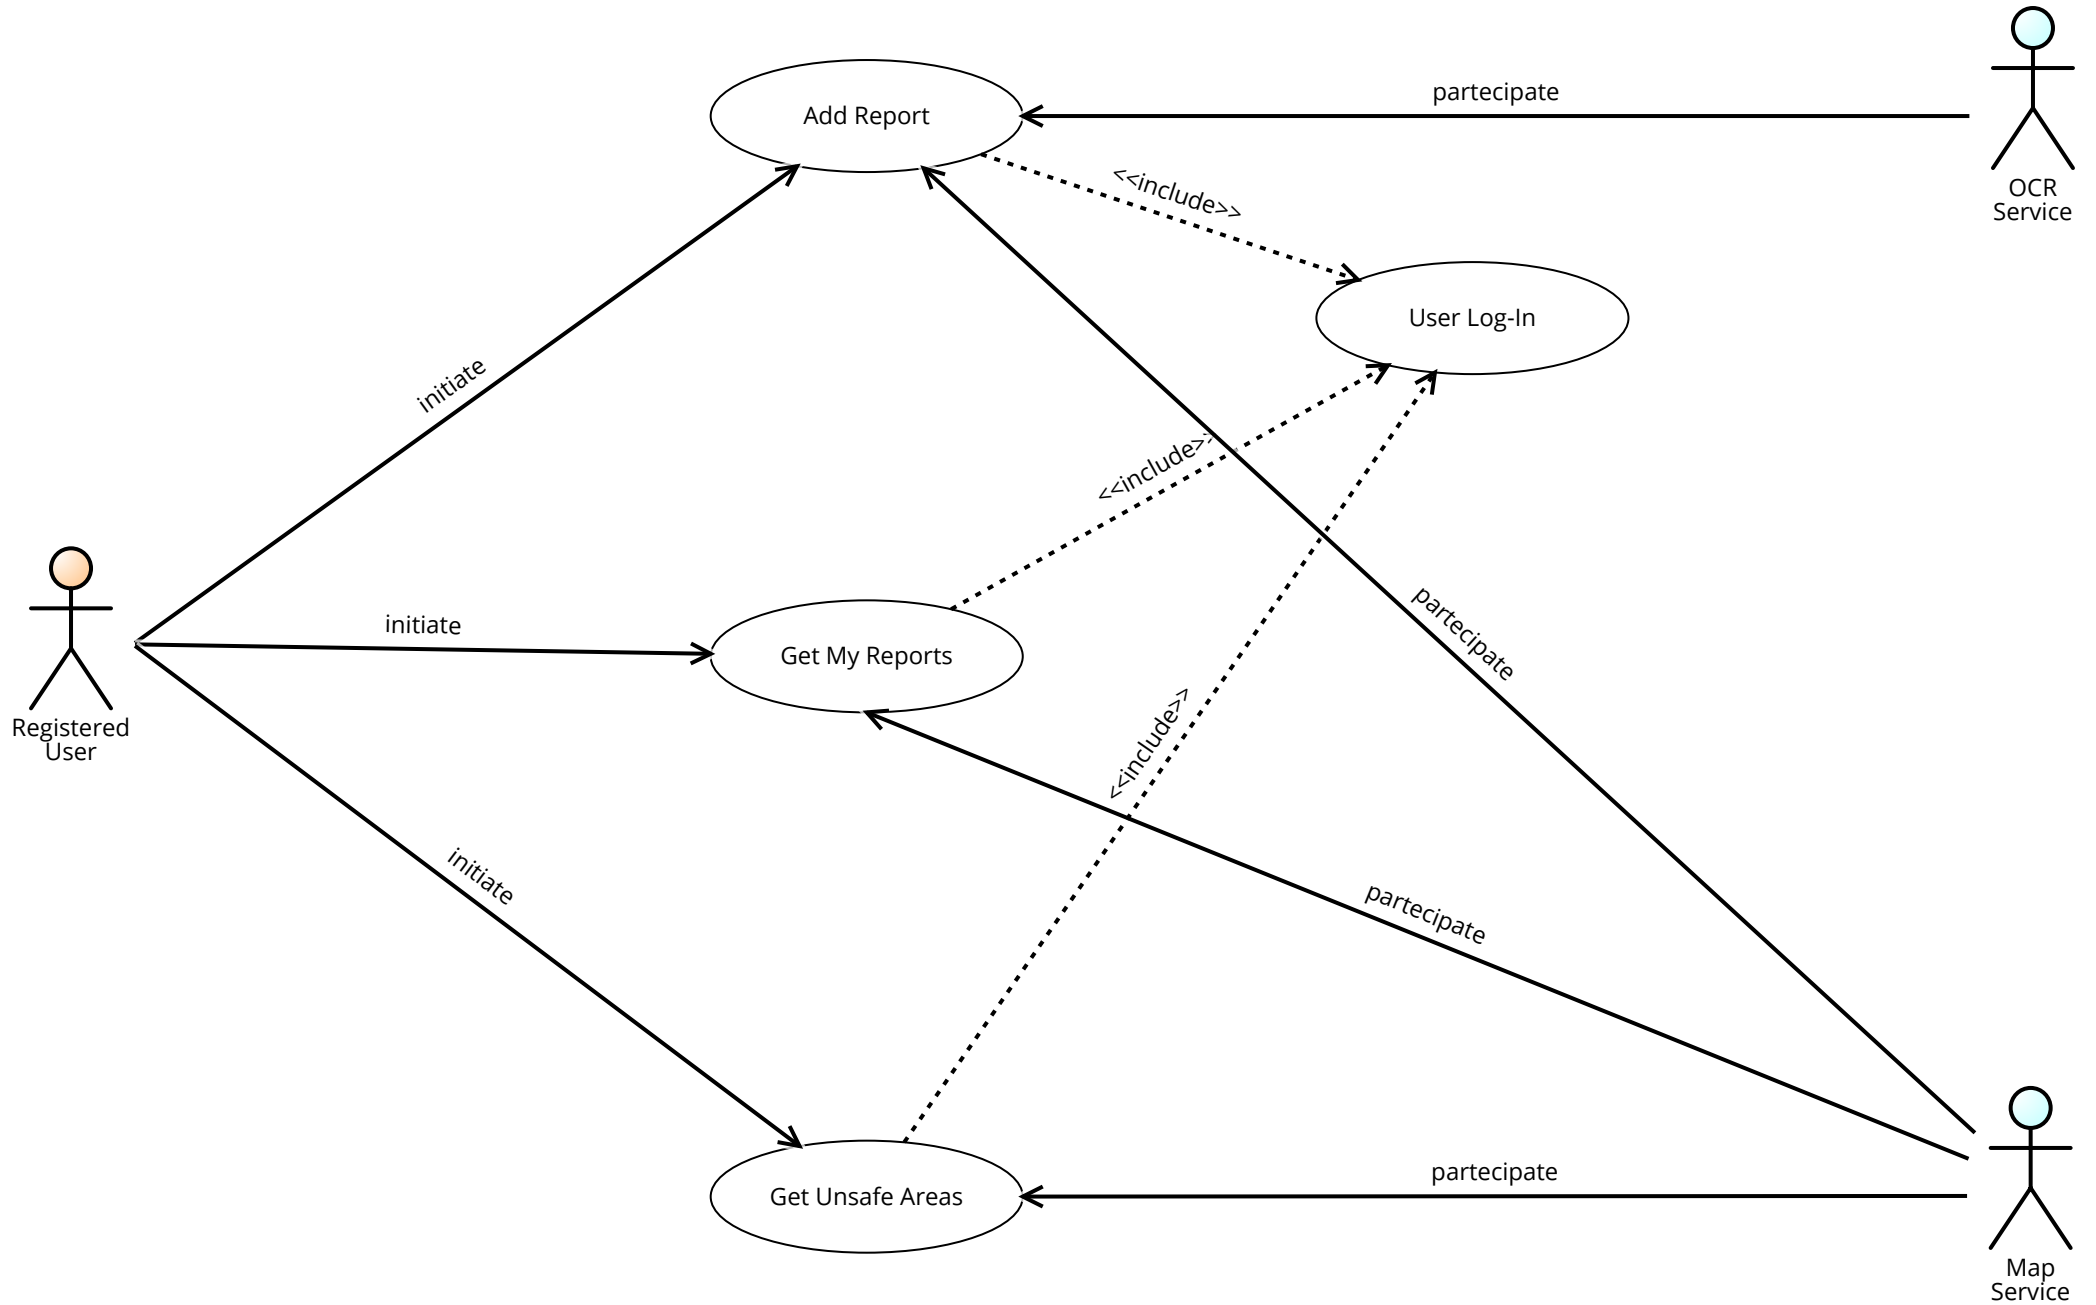 partecipate
Add Report
<<include>>
OCR
Service
User Log-In
initiate
<<include>
partecipate
initiate
Get My Reports
<<include>>
Registered
User
initiate
partecipate
partecipate
Get Unsafe Areas
Map
Service